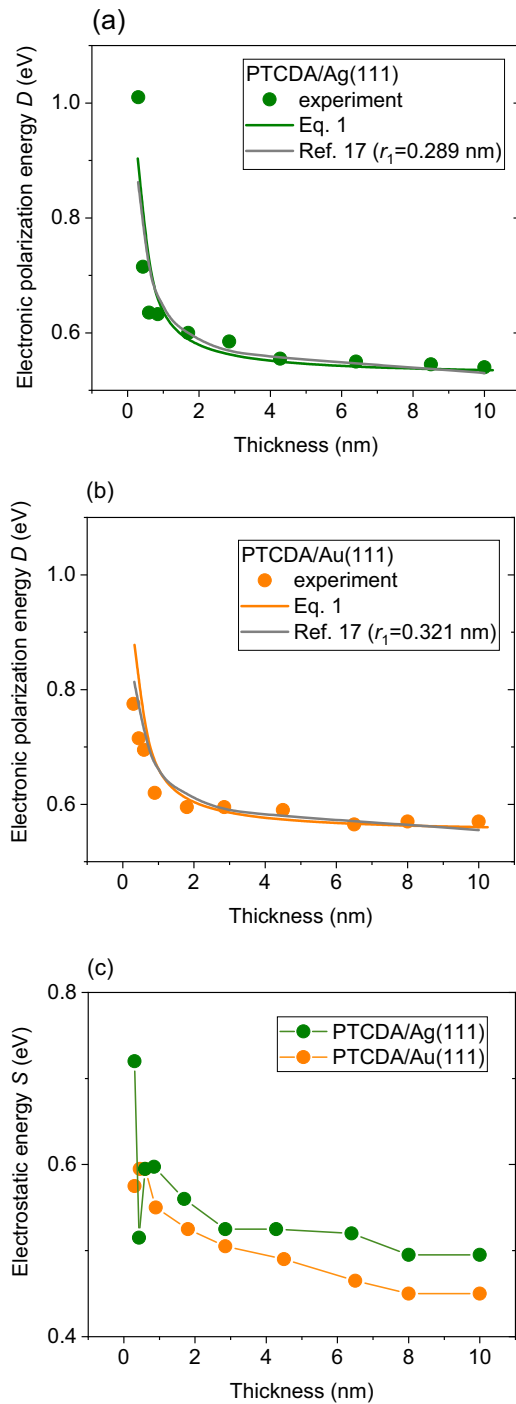 (a)
PTCDA/Ag(111)
experiment
Eq. 1
Ref. 17 (r₁=0.289 nm)
1.0
0.8
0.6
Electronic polarization energy D (eV)
0 2 4 6 8 10
Thickness (nm)
(b)
PTCDA/Au(111)
experiment
Eq. 1
Ref. 17 (r₁=0.321 nm)
1.0
0.8
0.6
Electronic polarization energy D (eV)
0 2 4 6 8 10
Thickness (nm)
(c)
PTCDA/Ag(111)
PTCDA/Au(111)
0.8
0.6
0.4
Electrostatic energy S (eV)
0 2 4 6 8 10
Thickness (nm)